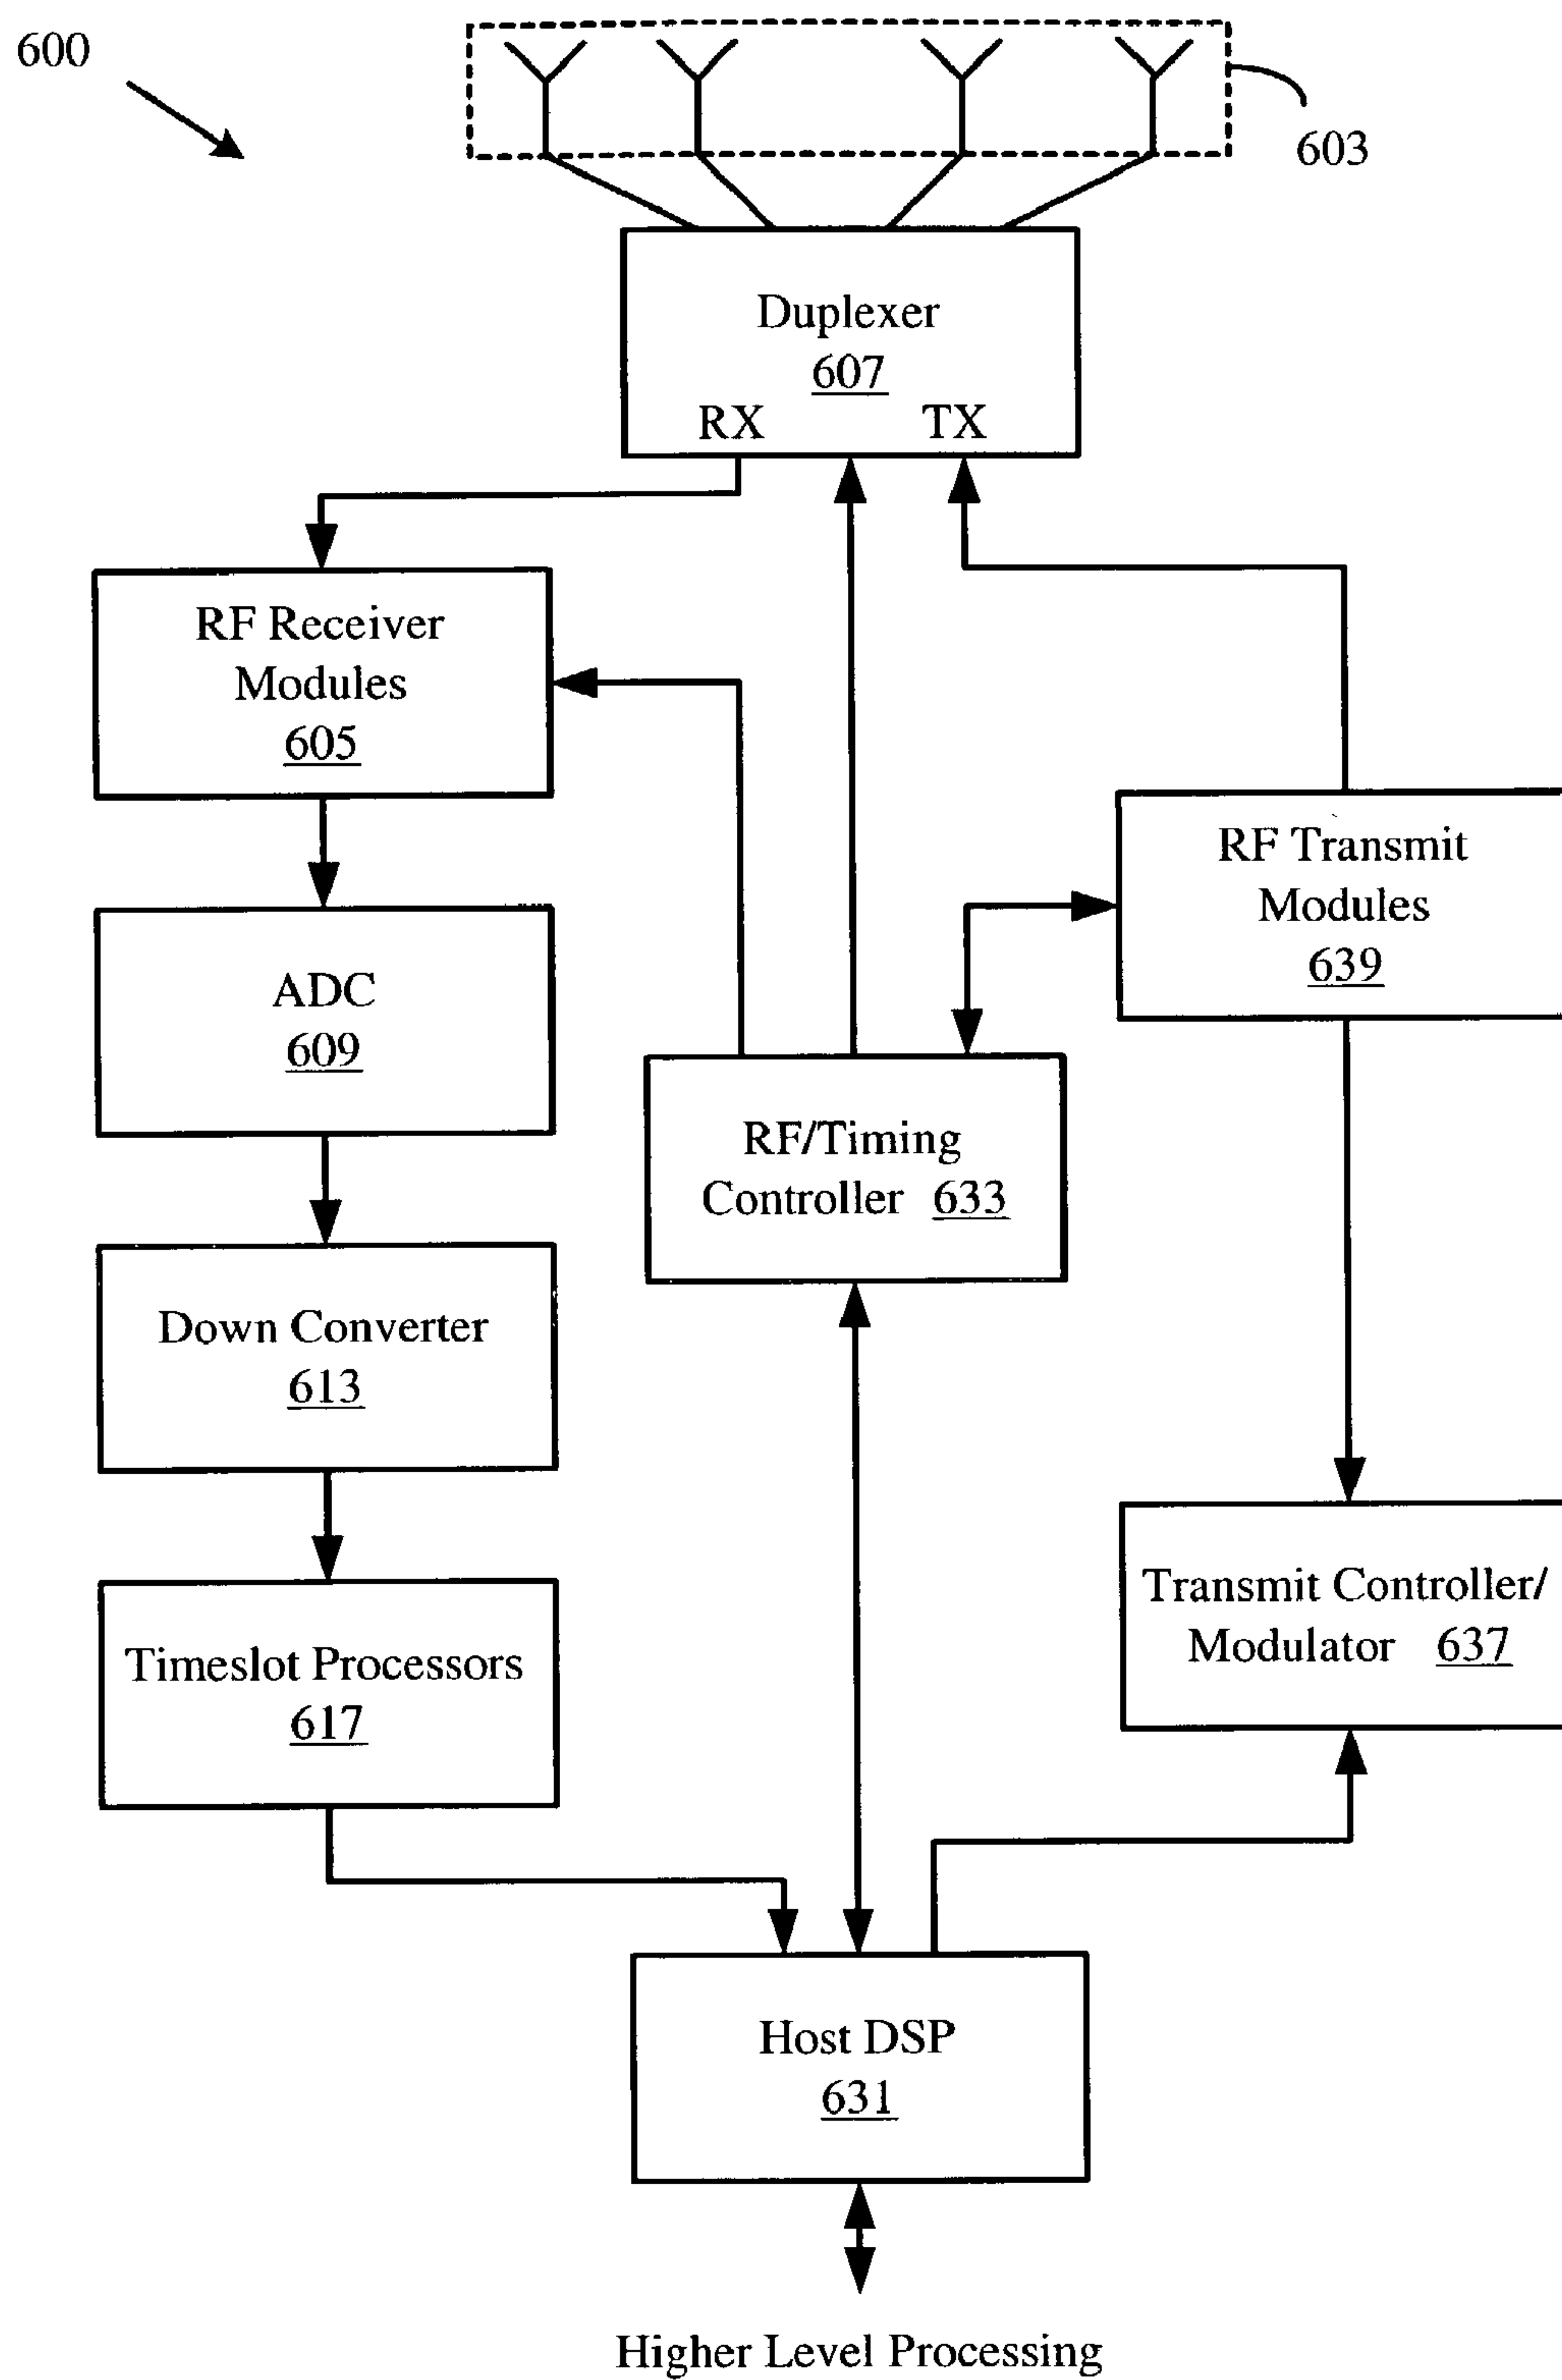 600
603
Duplexer
607
RX TX
RF Receiver
Modules
605
RF Transmit
Modules
639
ADC
609
RF/Timing
Controller 633
Down Converter
613
Transmit Controller/
Modulator 637
Timeslot Processors
617
Host DSP
631
Higher Level Processing